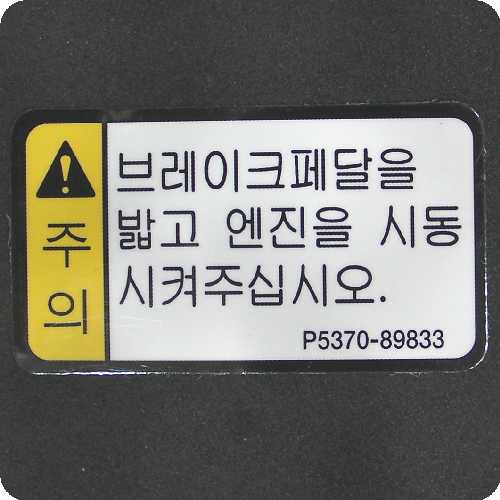 주의
브레이크페달을
밟고 엔진을 시동
시켜주십시오.
P5370-89833